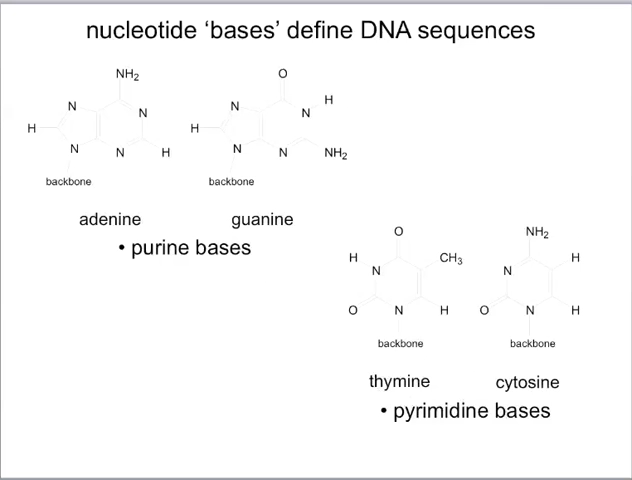 nucleotide ‘bases’ define DNA sequences
NH2
N
N
H
N
N
H
backbone
adenine
O
N
H
N
H
N
N
NH2
backbone
guanine
• purine bases
O
H
CH3
N
O
N
H
backbone
thymine
NH2
H
N
O
N
H
backbone
cytosine
• pyrimidine bases